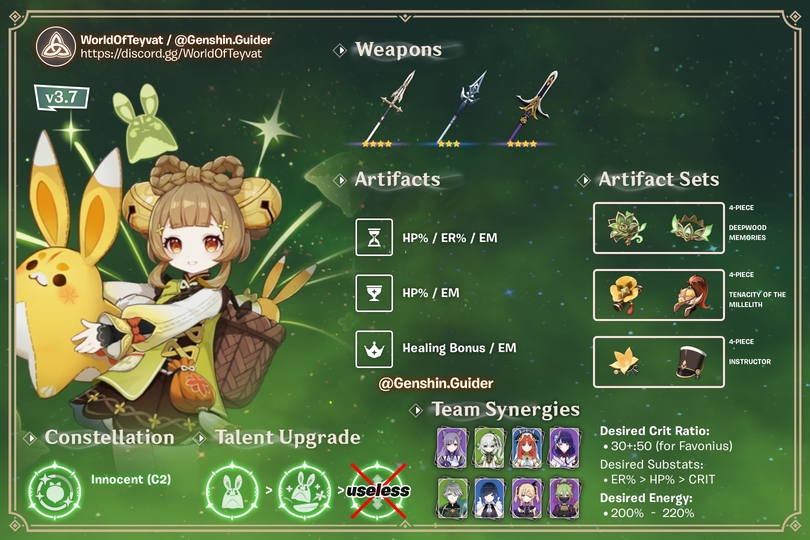 WorldOfTeyvat / @Genshin.Guider
https://discord.gg/WorldOfTeyvat
v3.7
Weapons
Artifacts
HP% / ER% / EM
HP% / EM
Healing Bonus / EM
@Genshin.Guider
Artifact Sets
4-PIECE
DEEPWOOD
MEMORIES
4-PIECE
TENACITY OF THE
MILLELITH
4-PIECE
INSTRUCTOR
Constellation
Innocent (C2)
Talent Upgrade
> > useless
Team Synergies
Desired Crit Ratio:
• 30+:50 (for Favonius)
Desired Substats:
• ER% > HP% > CRIT
Desired Energy:
• 200% - 220%